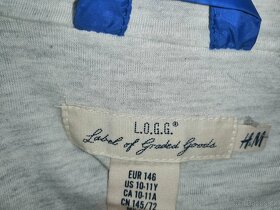 L.O.G.G.®
Label of Graded Goods
H&M
EUR 146
US 10-11Y
CA 10-11A
CN 145/72